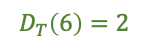 D_T(6) = 2